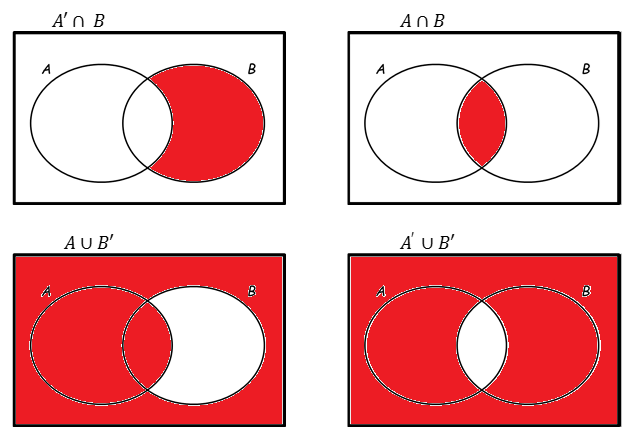 A′ ∩ B
A ∩ B
A B
A B
A ∪ B′
A′ ∪ B′
A B
A B